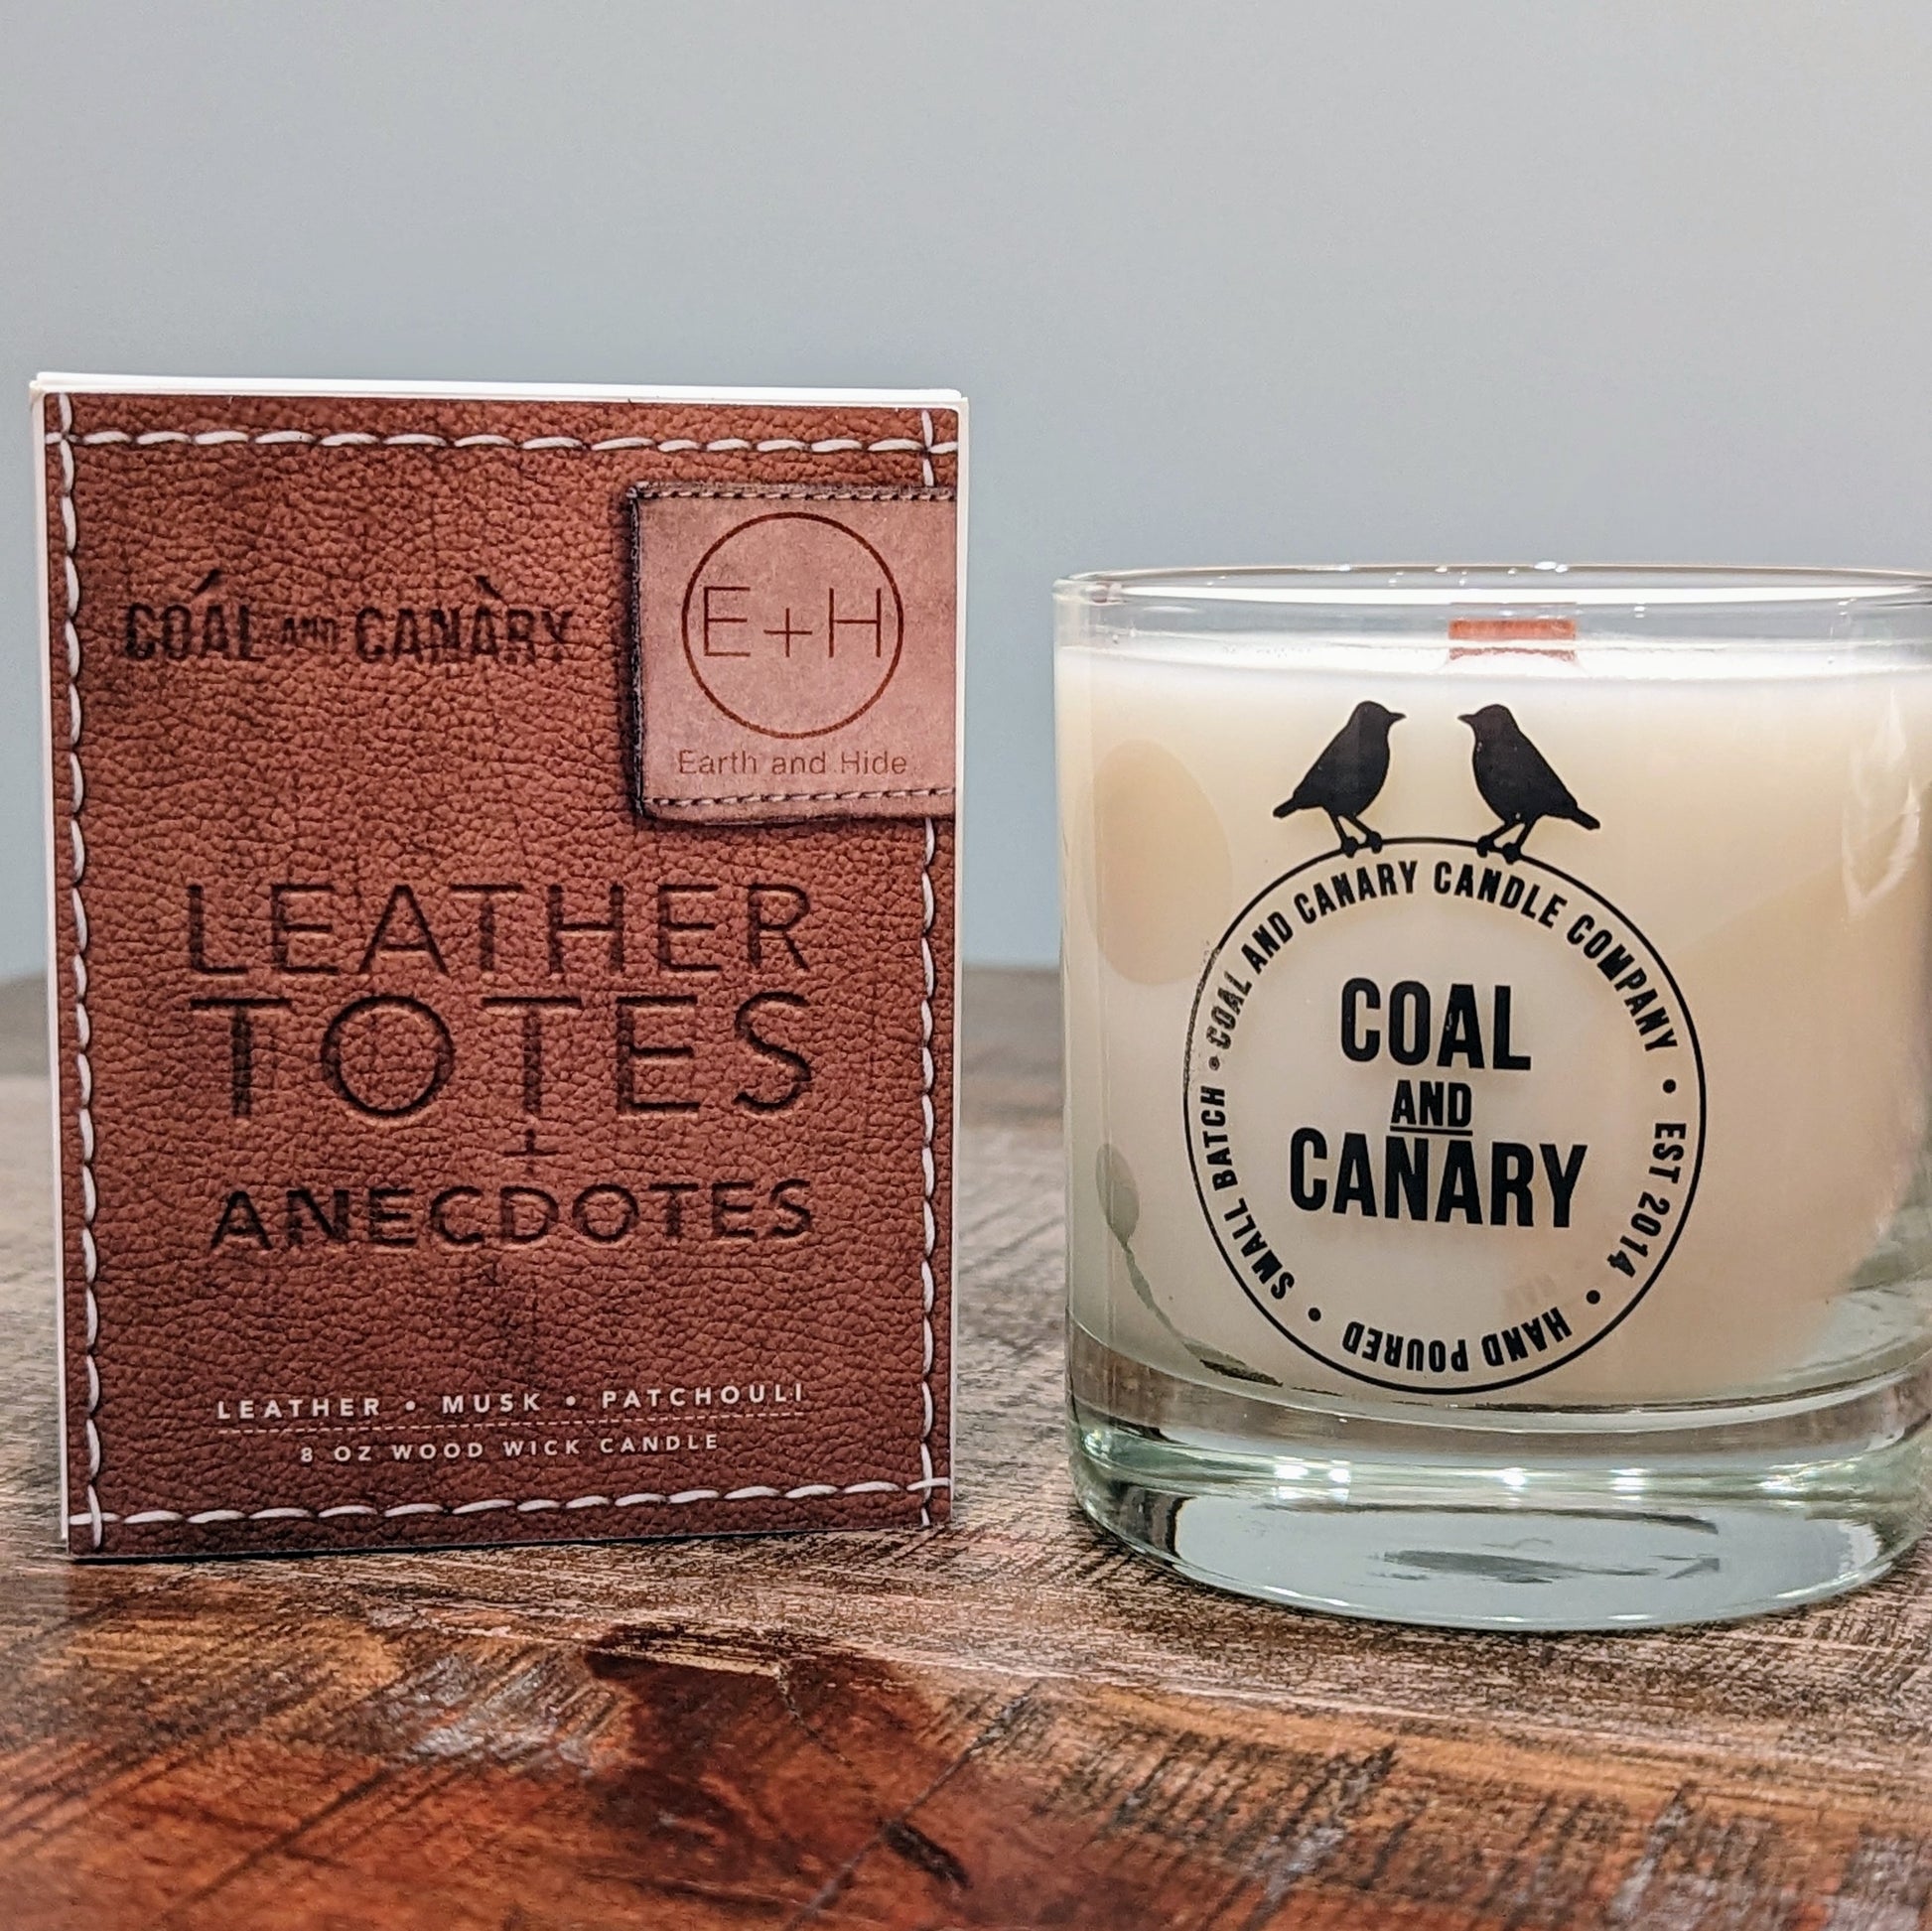 COAL AND CANARY
E+H
Earth and Hide
LEATHER
TOTES
+
ANECDOTES
LEATHER • MUSK • PATCHOULI
8 OZ WOOD WICK CANDLE
• COAL AND CANARY CANDLE COMPANY • EST 2014 • HAND POURED • SMALL BATCH
COAL
AND
CANARY